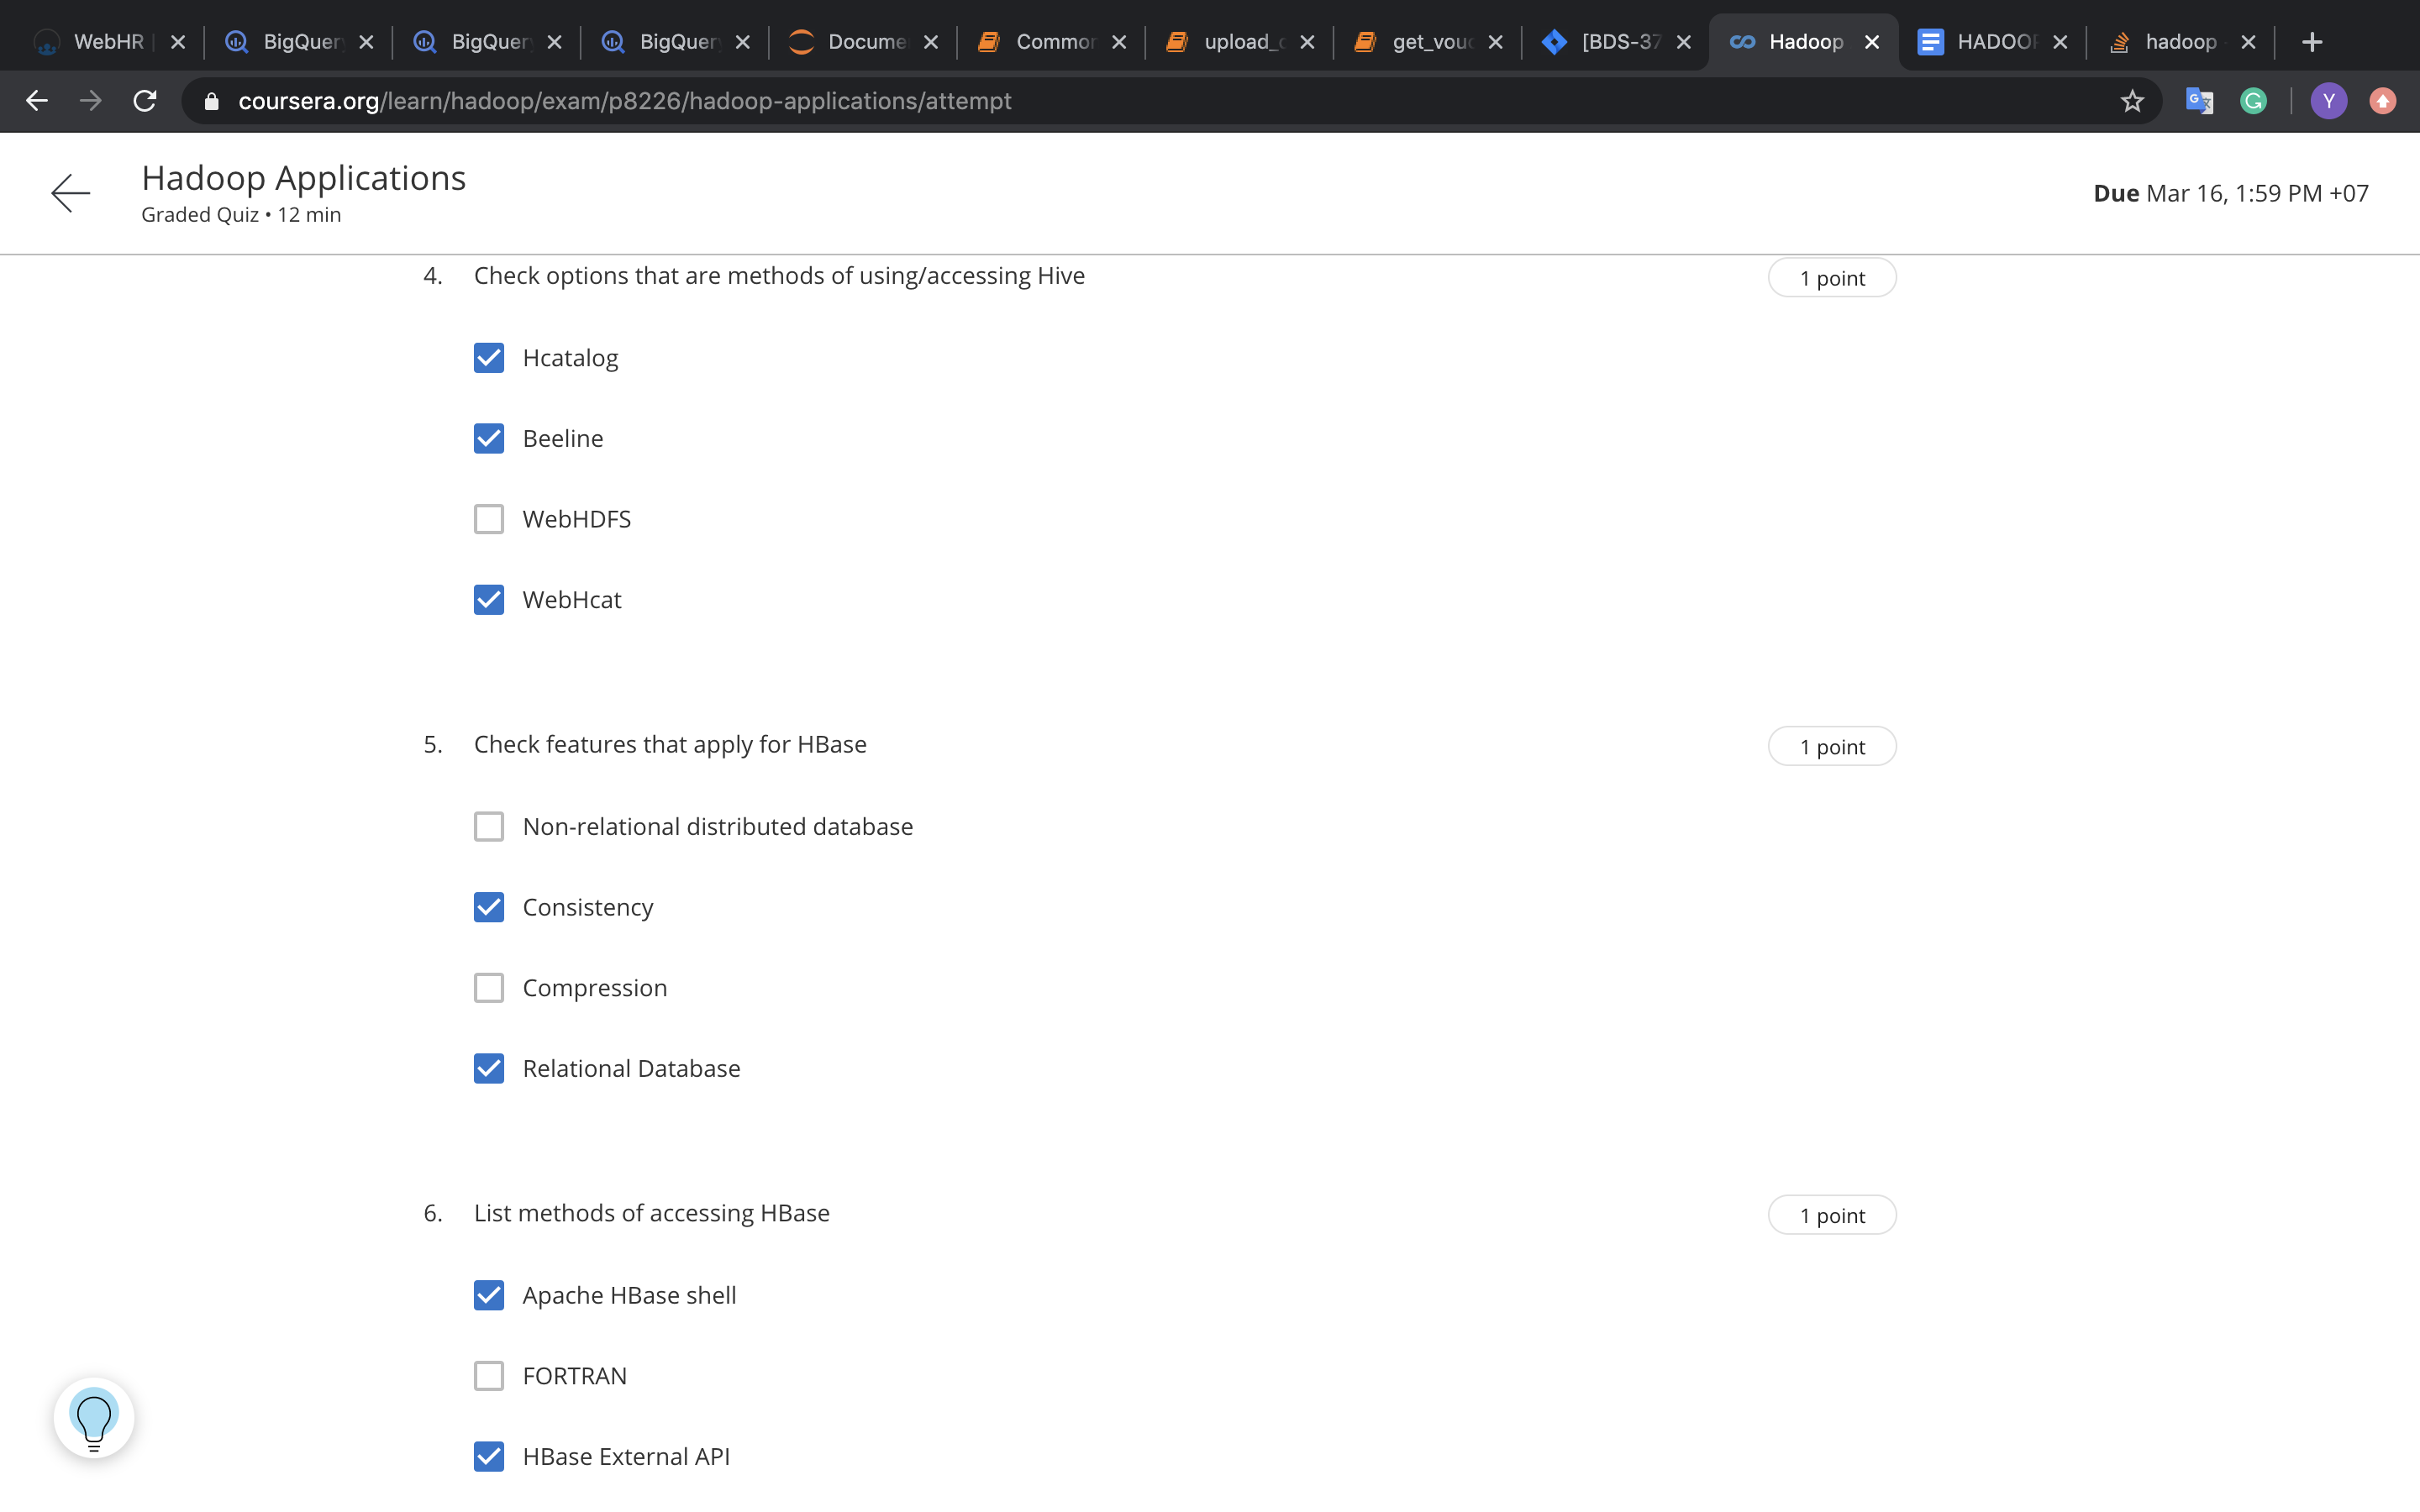 WebHR
BigQuer
BigQuer
BigQuer
Docume
Commor
upload_
get_vou
[BDS-37
Hadoop
HADOO
hadoop
coursera.org/learn/hadoop/exam/p8226/hadoop-applications/attempt
Y
Hadoop Applications
Graded Quiz • 12 min
Due Mar 16, 1:59 PM +07
4. Check options that are methods of using/accessing Hive
1 point
Hcatalog
Beeline
WebHDFS
WebHcat
5. Check features that apply for HBase
1 point
Non-relational distributed database
Consistency
Compression
Relational Database
6. List methods of accessing HBase
1 point
Apache HBase shell
FORTRAN
HBase External API